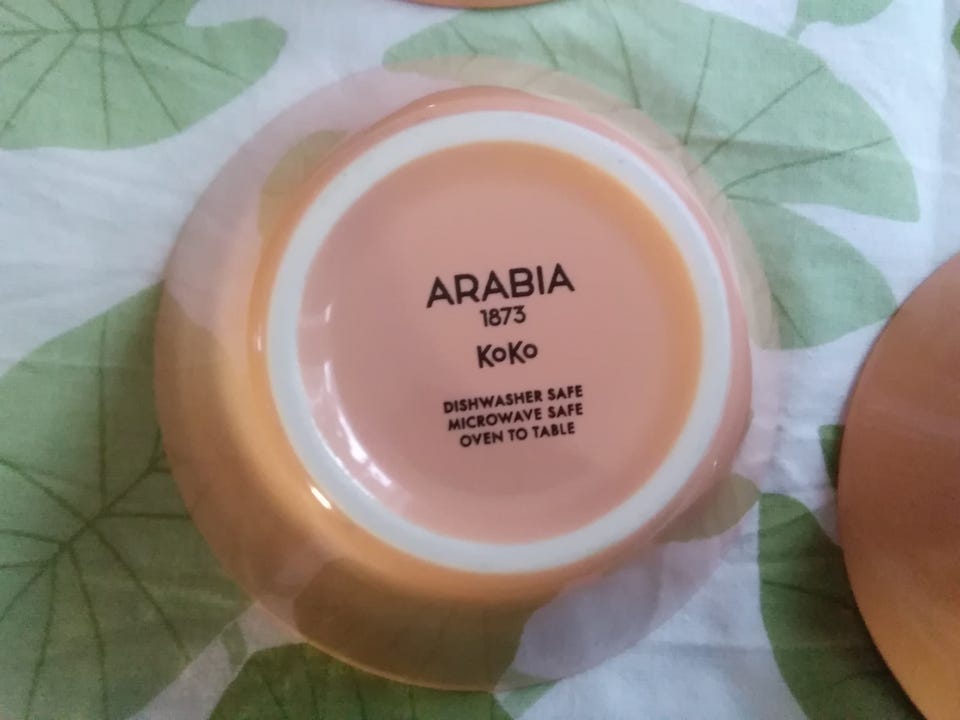 ARABIA
1873
KoKo
DISHWASHER SAFE
MICROWAVE SAFE
OVEN TO TABLE